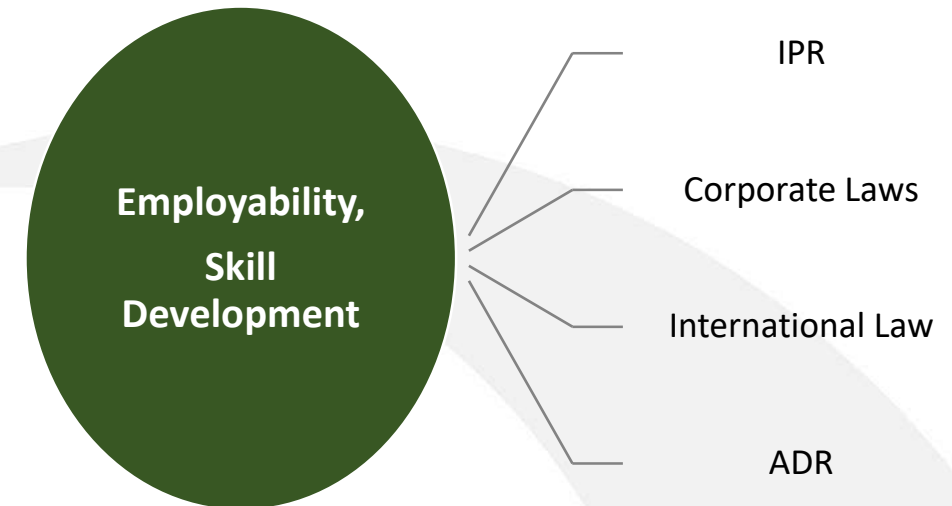 Employability,
Skill
Development
IPR
Corporate Laws
International Law
ADR